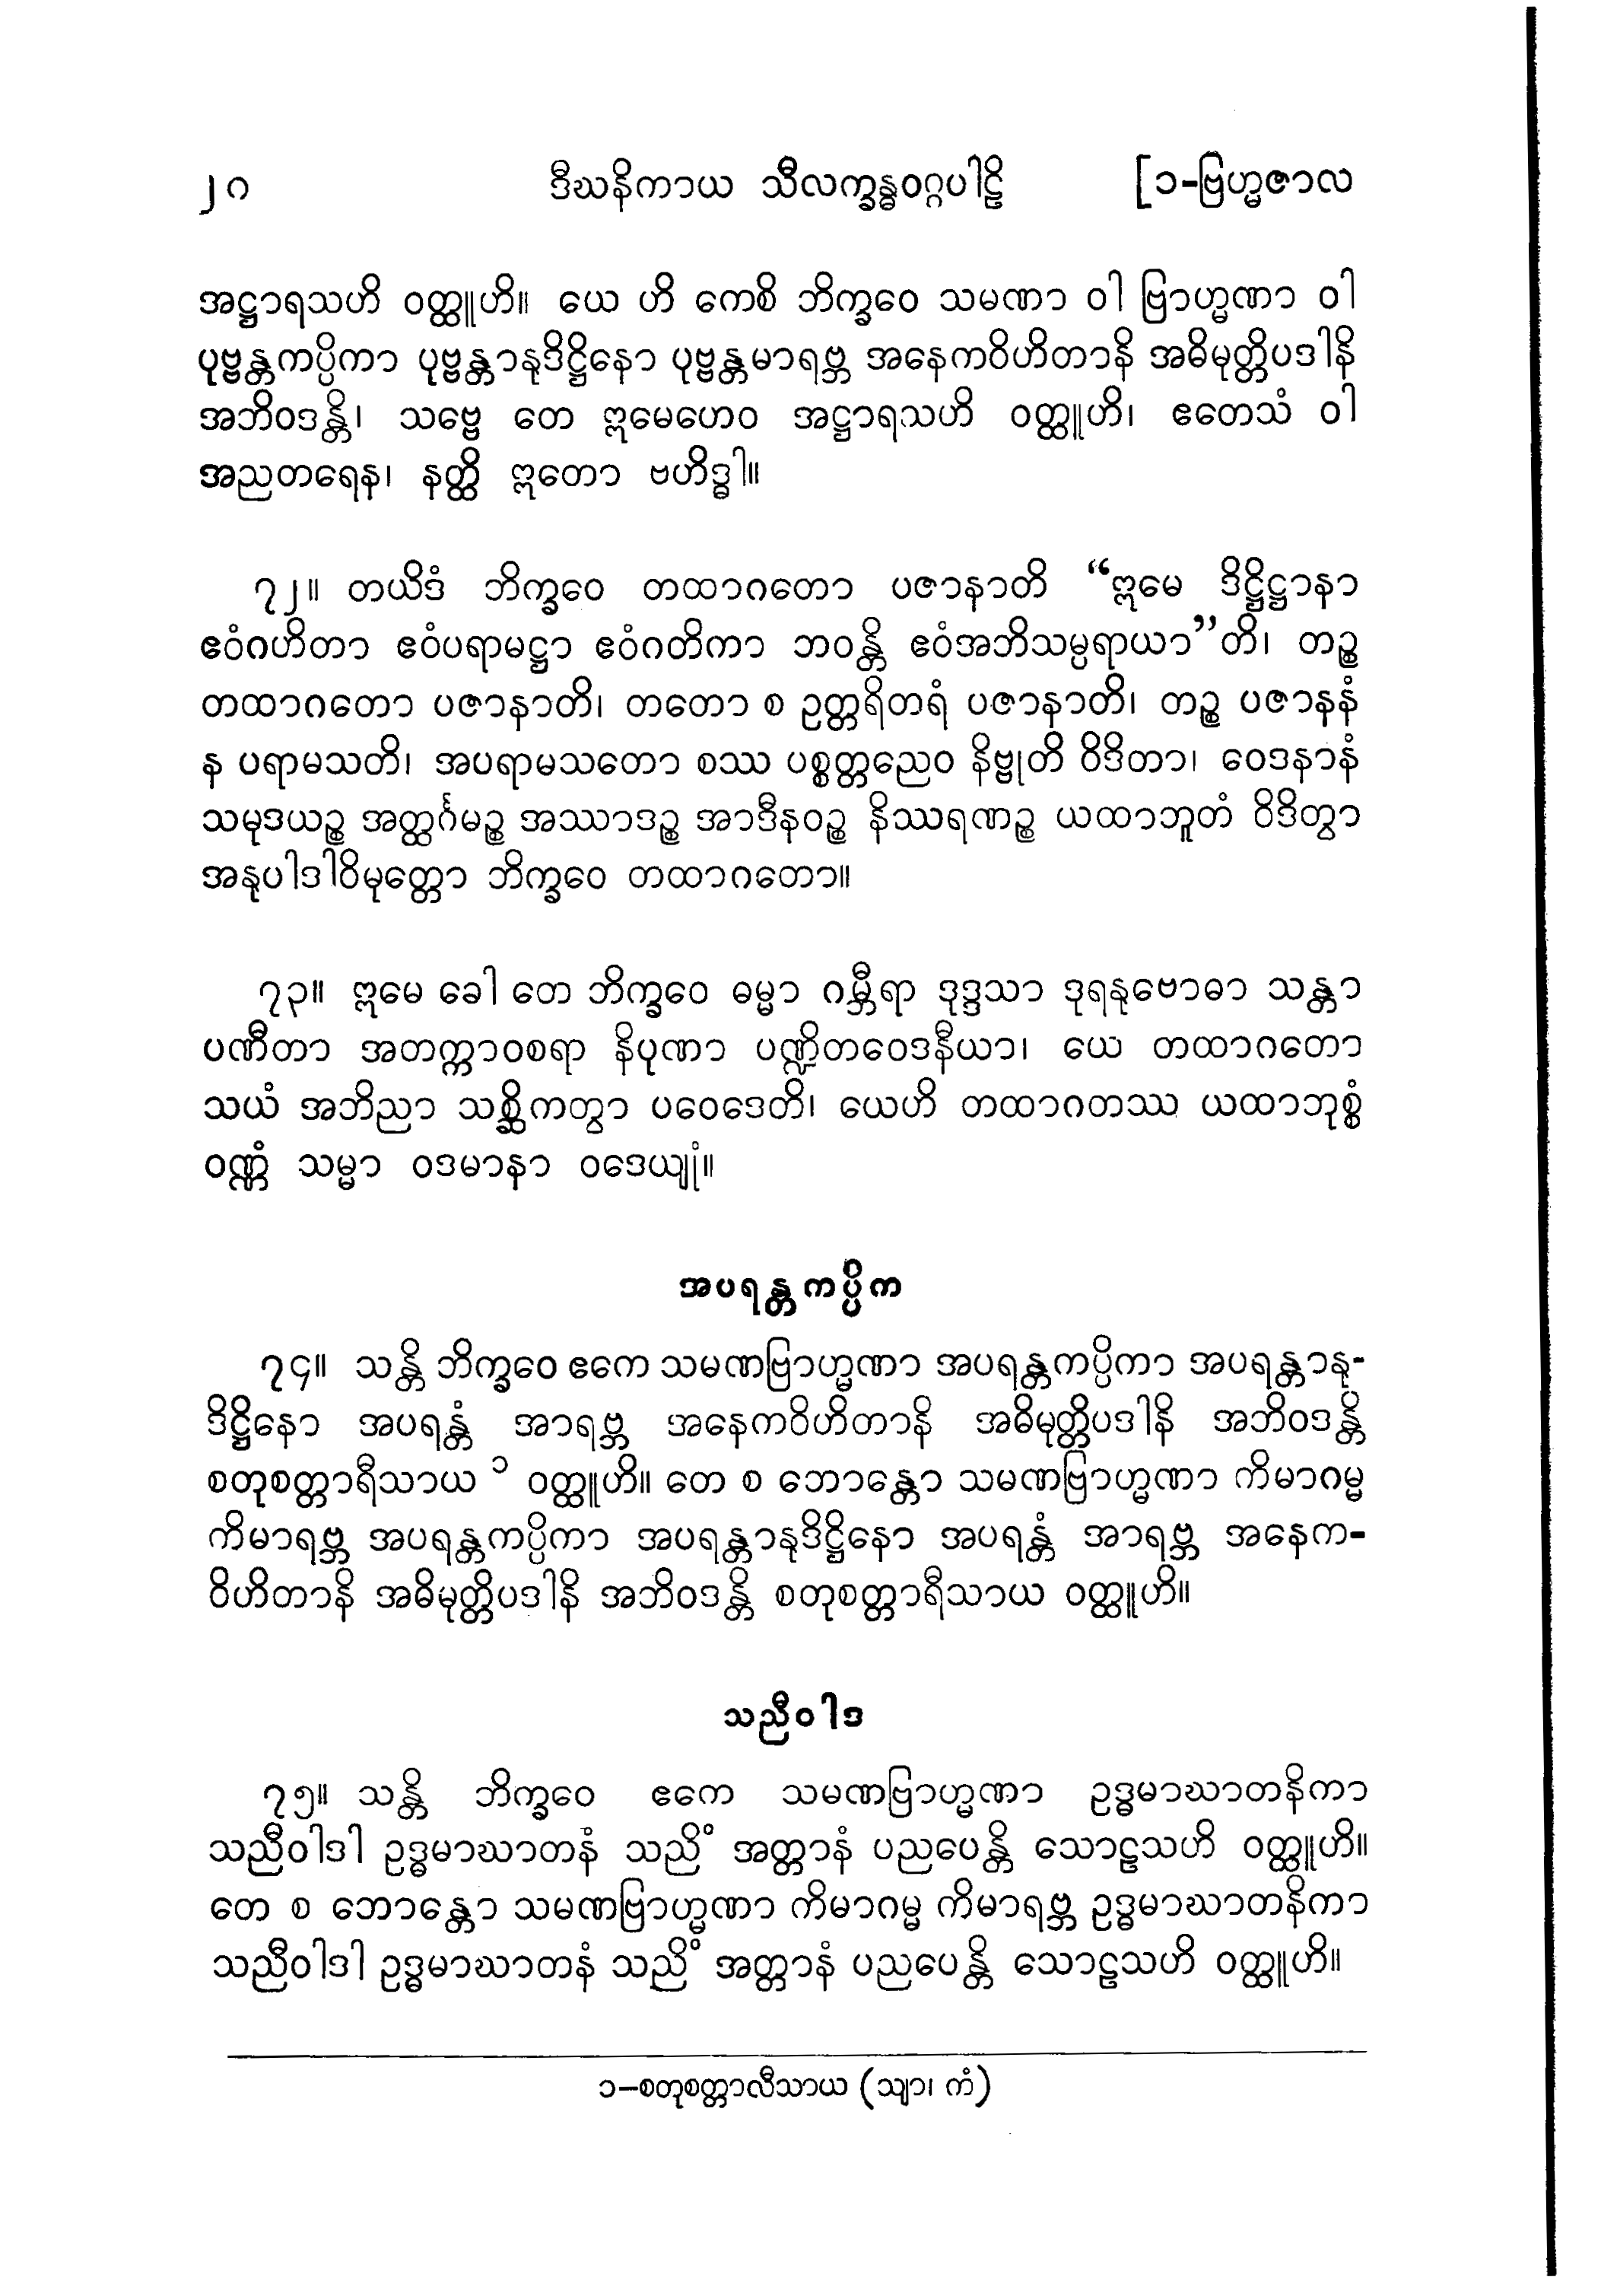 ၂ဂ ဒီဃနိကာယ သီလက္ခန္ဓဝဂ္ဂပါဠိ [၁-ဗြဟ္မဇာလ
အဋ္ဌာရသဟိ ဝတ္ထူဟိ။ ယေ ဟိ ကေစိ ဘိက္ခဝေ သမဏာ ဝါ ဗြာဟ္မဏာ ဝါ
ပုဗ္ဗန္တကပ္ပိကာ ပုဗ္ဗန္တာနုဒိဋ္ဌိနော ပုဗ္ဗန္တမာရဗ္ဘ အနေကဝိဟိတာနိ အဓိမုတ္တိပဒါနိ
အဘိဝဒန္တိ၊ သဗ္ဗေ တေ ဣမေဟေဝ အဋ္ဌာရသဟိ ဝတ္ထူဟိ၊ ဧတေသံ ဝါ
အညတရေန၊ နတ္ထိ ဣတော ဗဟိဒ္ဓါ။
၇၂။ တယိဒံ ဘိက္ခဝေ တထာဂတော ပဇာနာတိ “ဣမေ ဒိဋ္ဌိဋ္ဌာနာ
ဧဝံဂဟိတာ ဧဝံပရာမဋ္ဌာ ဧဝံဂတိကာ ဘဝန္တိ ဧဝံအဘိသမ္ပရာယာ”တိ၊ တဉ္စ
တထာဂတော ပဇာနာတိ၊ တတော စ ဥတ္တရိတရံ ပဇာနာတိ၊ တဉ္စ ပဇာနနံ
န ပရာမသတိ၊ အပရာမသတော စဿ ပစ္စတ္တညေဝ နိဗ္ဗုတိ ဝိဒိတာ၊ ဝေဒနာနံ
သမုဒယဉ္စ အတ္ထင်္ဂမဉ္စ အဿာဒဉ္စ အာဒီနဝဉ္စ နိဿရဏဉ္စ ယထာဘူတံ ဝိဒိတွာ
အနုပါဒါဝိမုတ္တော ဘိက္ခဝေ တထာဂတော။
၇၃။ ဣမေ ခေါ တေ ဘိက္ခဝေ ဓမ္မာ ဂမ္ဘီရာ ဒုဒ္ဒသာ ဒုရနုဗောဓာ သန္တာ
ပဏီတာ အတက္ကာဝစရာ နိပုဏာ ပဏ္ဍိတဝေဒနီယာ၊ ယေ တထာဂတော
သယံ အဘိညာ သစ္ဆိကတွာ ပဝေဒေတိ၊ ယေဟိ တထာဂတဿ ယထာဘုစ္စံ
ဝဏ္ဏံ သမ္မာ ဝဒမာနာ ဝဒေယျုံ။
အပရန္တကပ္ပိက
၇၄။ သန္တိ ဘိက္ခဝေ ဧကေ သမဏဗြာဟ္မဏာ အပရန္တကပ္ပိကာ အပရန္တာနု-
ဒိဋ္ဌိနော အပရန္တံ အာရဗ္ဘ အနေကဝိဟိတာနိ အဓိမုတ္တိပဒါနိ အဘိဝဒန္တိ
စတုစတ္တာရီသာယ ၁ ဝတ္ထူဟိ။ တေ စ ဘောန္တော သမဏဗြာဟ္မဏာ ကိမာဂမ္မ
ကိမာရဗ္ဘ အပရန္တကပ္ပိကာ အပရန္တာနုဒိဋ္ဌိနော အပရန္တံ အာရဗ္ဘ အနေက-
ဝိဟိတာနိ အဓိမုတ္တိပဒါနိ အဘိဝဒန္တိ စတုစတ္တာရီသာယ ဝတ္ထူဟိ။
သညီဝါဒ
၇၅။ သန္တိ ဘိက္ခဝေ ဧကေ သမဏဗြာဟ္မဏာ ဥဒ္ဓမာဃာတနိကာ
သညီဝါဒါ ဥဒ္ဓမာဃာတနံ သညိံ အတ္တာနံ ပညပေန္တိ သောဠသဟိ ဝတ္ထူဟိ။
တေ စ ဘောန္တော သမဏဗြာဟ္မဏာ ကိမာဂမ္မ ကိမာရဗ္ဘ ဥဒ္ဓမာဃာတနိကာ
သညီဝါဒါ ဥဒ္ဓမာဃာတနံ သညိံ အတ္တာနံ ပညပေန္တိ သောဠသဟိ ဝတ္ထူဟိ။
၁–စတုစတ္တာလီသာယ (သျာ၊ ကံ)